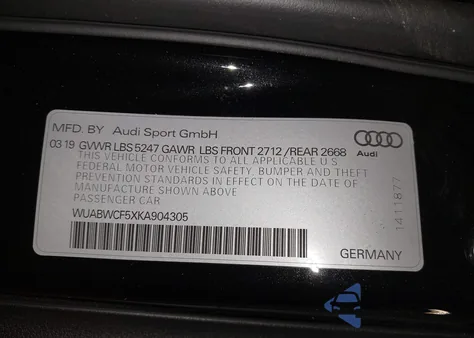 MFD. BY Audi Sport GmbH
03 19 GVWR LBS 5247 GAWR LBS FRONT 2712 /REAR 2668
THIS VEHICLE CONFORMS TO ALL APPLICABLE U.S.
FEDERAL MOTOR VEHICLE SAFETY, BUMPER AND THEFT
PREVENTION STANDARDS IN EFFECT ON THE DATE OF
MANUFACTURE SHOWN ABOVE
PASSENGER CAR
WUABWCF5XKA904305
Audi
1411877
GERMANY